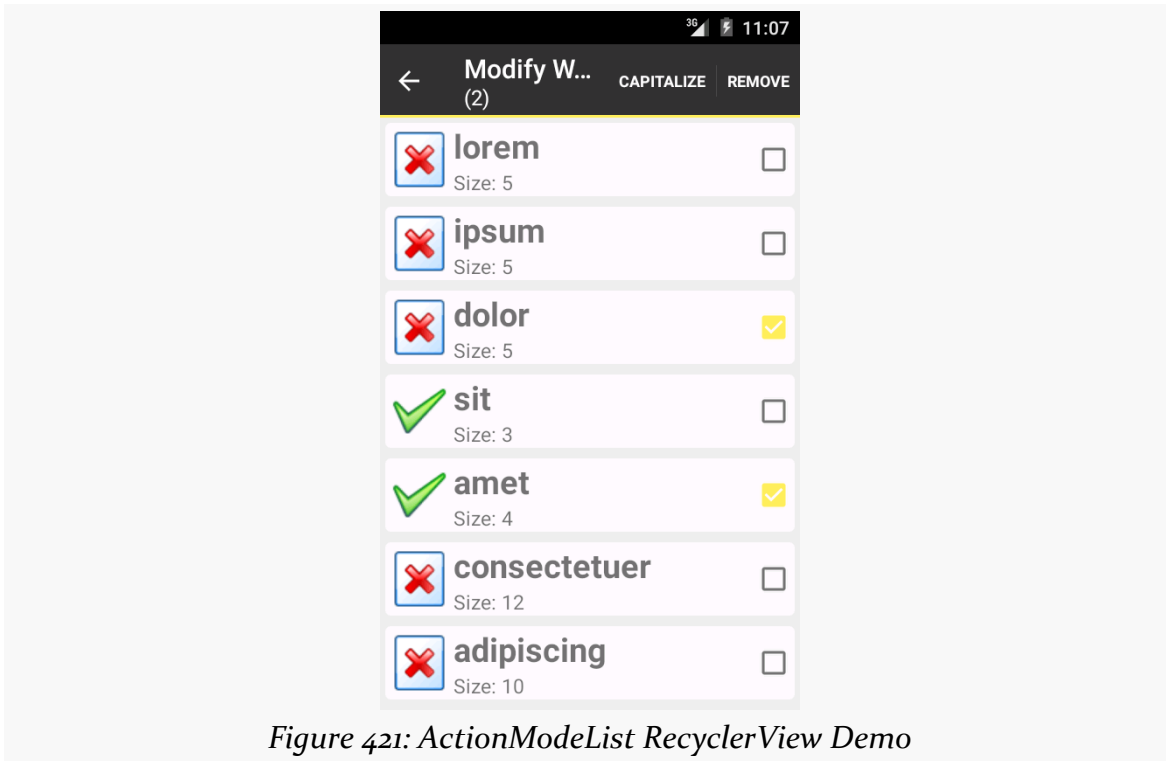 3G 11:07
Modify W... CAPITALIZE REMOVE
(2)
lorem
Size: 5
ipsum
Size: 5
dolor
Size: 5
sit
Size: 3
amet
Size: 4
consectetuer
Size: 12
adipiscing
Size: 10
Figure 421: ActionModeList RecyclerView Demo